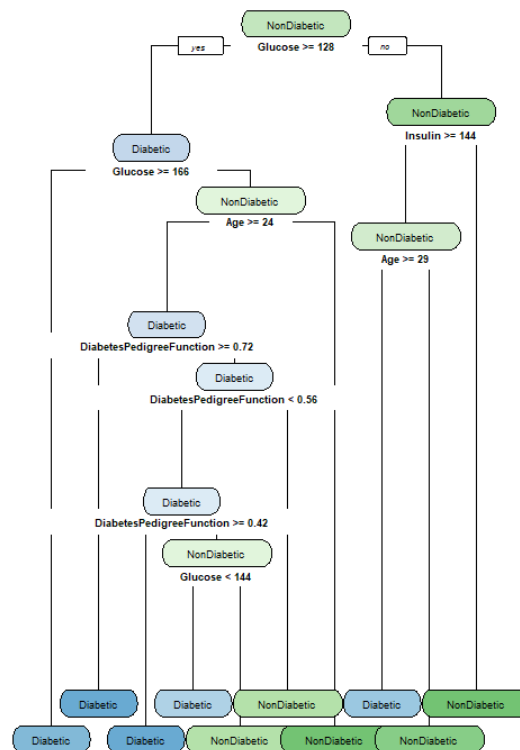 NonDiabetic
yes
Glucose >= 128
no
NonDiabetic
Insulin >= 144
Diabetic
Glucose >= 166
NonDiabetic
Age >= 24
NonDiabetic
Age >= 29
Diabetic
DiabetesPedigreeFunction >= 0.72
Diabetic
DiabetesPedigreeFunction < 0.56
Diabetic
DiabetesPedigreeFunction >= 0.42
NonDiabetic
Glucose < 144
Diabetic
Diabetic
NonDiabetic
Diabetic
NonDiabetic
Diabetic
Diabetic
NonDiabetic
NonDiabetic
NonDiabetic